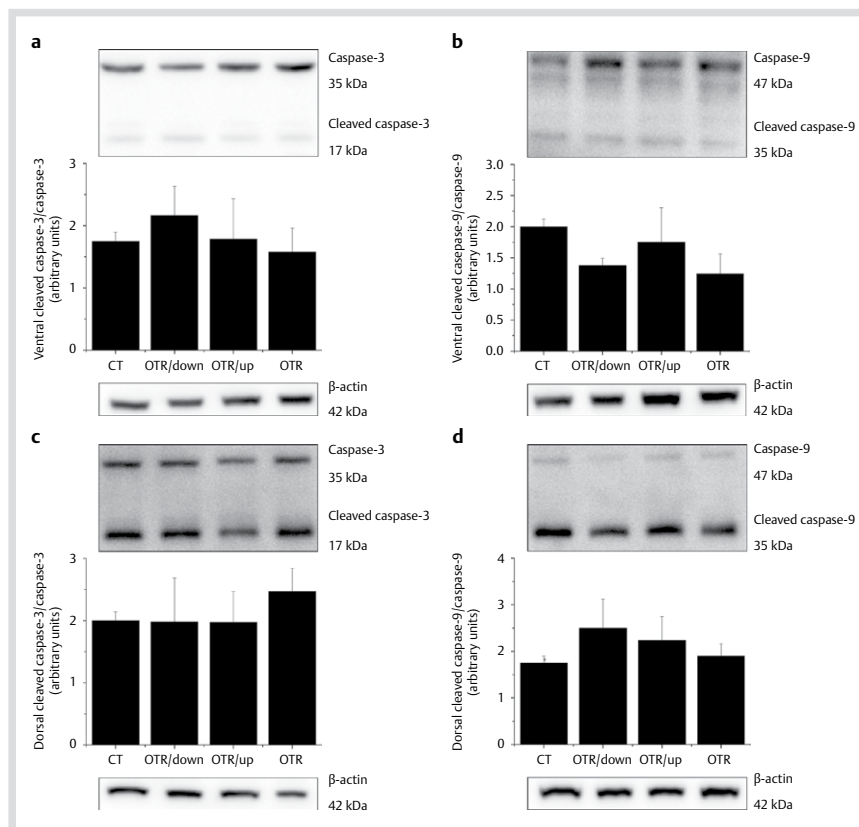 a
Caspase-3
35 kDa
Cleaved caspase-3
17 kDa
Ventral cleaved caspase-3/caspase-3
(arbitrary units)
3
2
1
0
CT OTR/down OTR/up OTR
β-actin
42 kDa
b
Caspase-9
47 kDa
Cleaved caspase-9
35 kDa
Ventral cleaved casepase-9/caspase-9
(arbitrary units)
3.0
2.5
2.0
1.5
1.0
0.5
0.0
CT OTR/down OTR/up OTR
β-actin
42 kDa
c
Caspase-3
35 kDa
Cleaved caspase-3
17 kDa
Dorsal cleaved caspase-3/caspase-3
(arbitrary units)
3
2
1
0
CT OTR/down OTR/up OTR
β-actin
42 kDa
d
Caspase-9
47 kDa
Cleaved caspase-9
35 kDa
Dorsal cleaved caspase-9/caspase-9
(arbitrary units)
4
3
2
1
0
CT OTR/down OTR/up OTR
β-actin
42 kDa